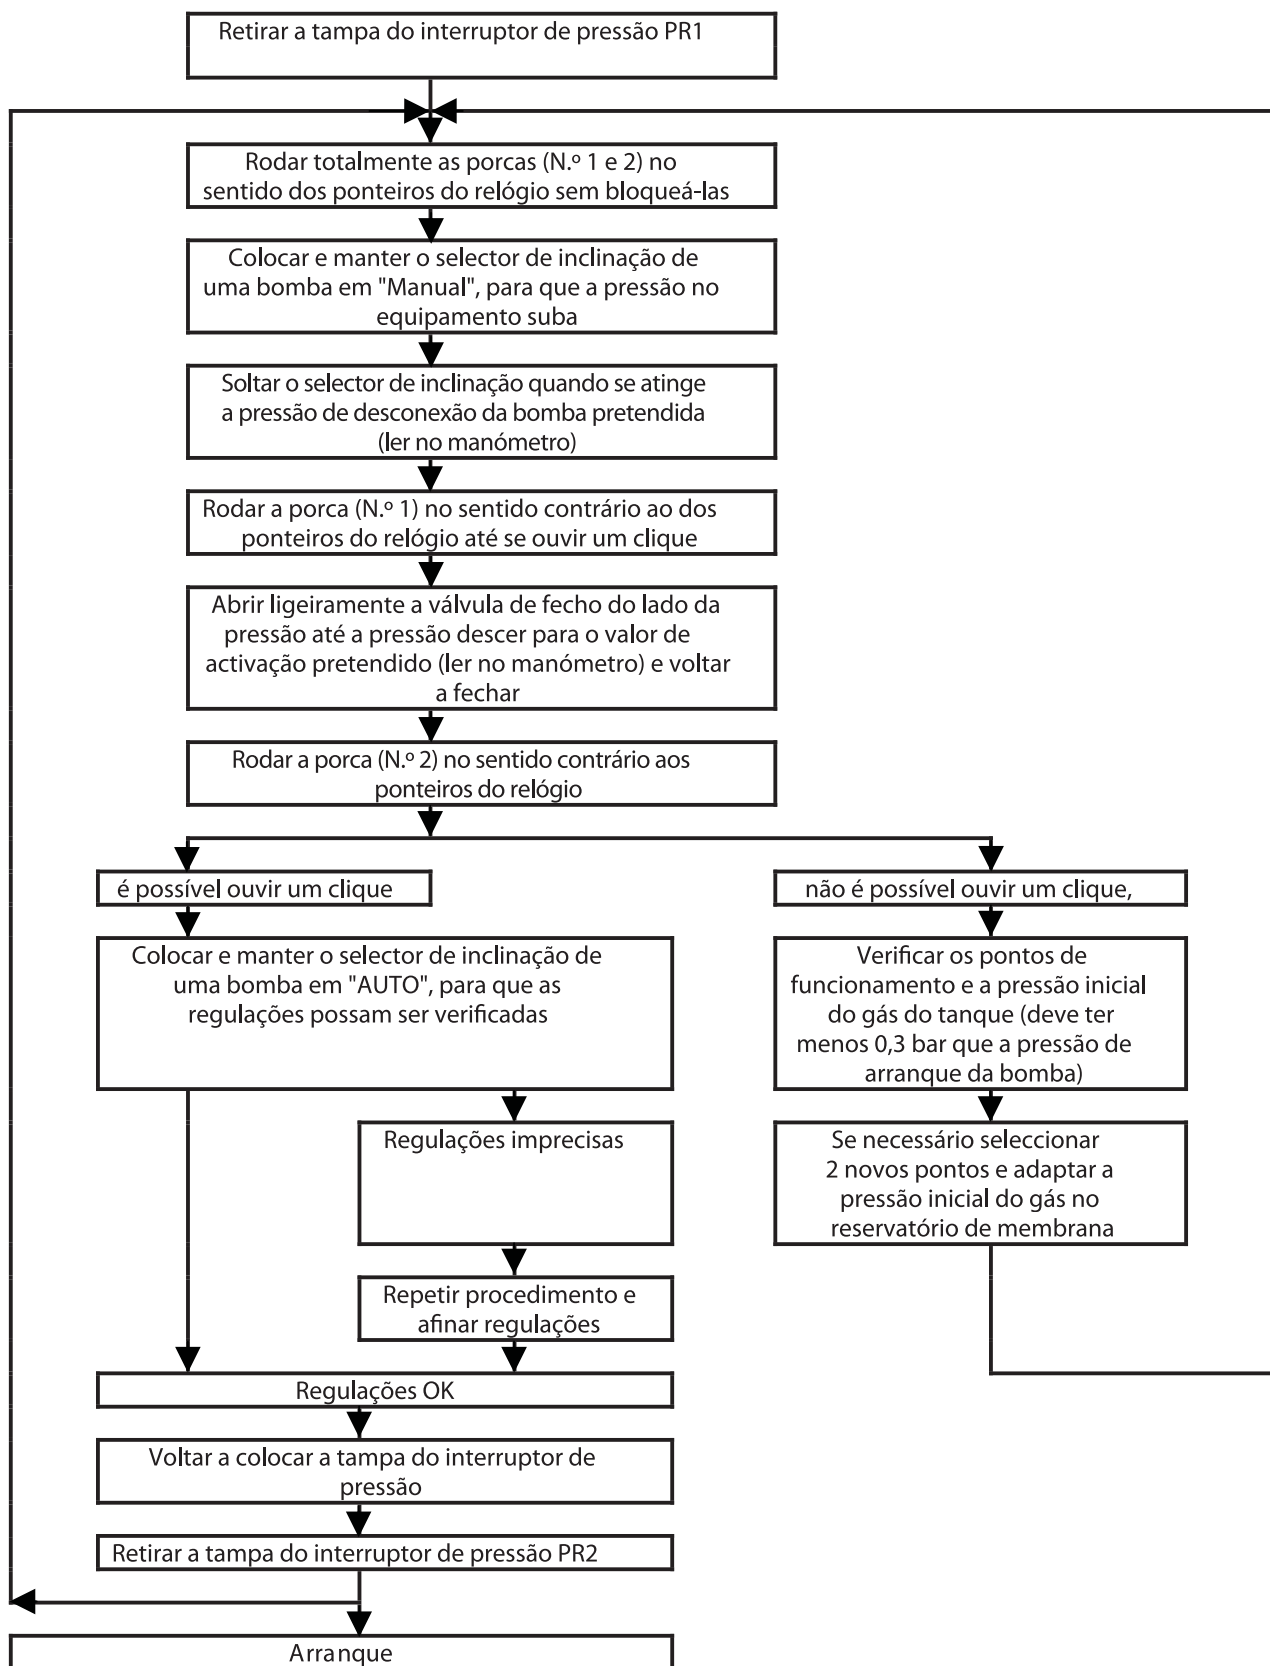 Retirar a tampa do interruptor de pressão PR1
Rodar totalmente as porcas (N.º 1 e 2) no
sentido dos ponteiros do relógio sem bloqueá-las
Colocar e manter o selector de inclinação de
uma bomba em "Manual", para que a pressão no
equipamento suba
Soltar o selector de inclinação quando se atinge
a pressão de desconexão da bomba pretendida
(ler no manómetro)
Rodar a porca (N.º 1) no sentido contrário ao dos
ponteiros do relógio até se ouvir um clique
Abrir ligeiramente a válvula de fecho do lado da
pressão até a pressão descer para o valor de
activação pretendido (ler no manómetro) e voltar
a fechar
Rodar a porca (N.º 2) no sentido contrário aos
ponteiros do relógio
é possível ouvir um clique
não é possível ouvir um clique,
Colocar e manter o selector de inclinação de
uma bomba em "AUTO", para que as
regulações possam ser verificadas
Verificar os pontos de
funcionamento e a pressão inicial
do gás do tanque (deve ter
menos 0,3 bar que a pressão de
arranque da bomba)
Regulações imprecisas
Se necessário seleccionar
2 novos pontos e adaptar a
pressão inicial do gás no
reservatório de membrana
Repetir procedimento e
afinar regulações
Regulações OK
Voltar a colocar a tampa do interruptor de
pressão
Retirar a tampa do interruptor de pressão PR2
Arranque